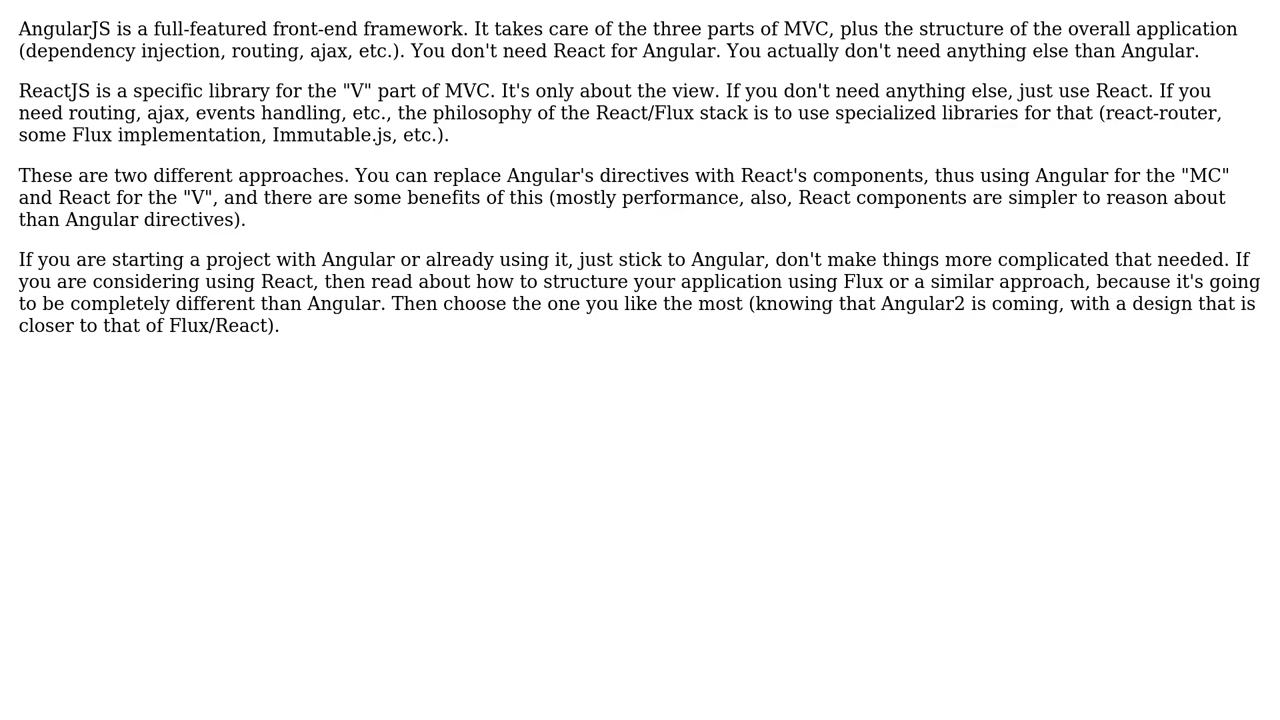 AngularJS is a full-featured front-end framework. It takes care of the three parts of MVC, plus the structure of the overall application
(dependency injection, routing, ajax, etc.). You don't need React for Angular. You actually don't need anything else than Angular.
ReactJS is a specific library for the "V" part of MVC. It's only about the view. If you don't need anything else, just use React. If you
need routing, ajax, events handling, etc., the philosophy of the React/Flux stack is to use specialized libraries for that (react-router,
some Flux implementation, Immutable.js, etc.).
These are two different approaches. You can replace Angular's directives with React's components, thus using Angular for the "MC"
and React for the "V", and there are some benefits of this (mostly performance, also, React components are simpler to reason about
than Angular directives).
If you are starting a project with Angular or already using it, just stick to Angular, don't make things more complicated that needed. If
you are considering using React, then read about how to structure your application using Flux or a similar approach, because it's going
to be completely different than Angular. Then choose the one you like the most (knowing that Angular2 is coming, with a design that is
closer to that of Flux/React).